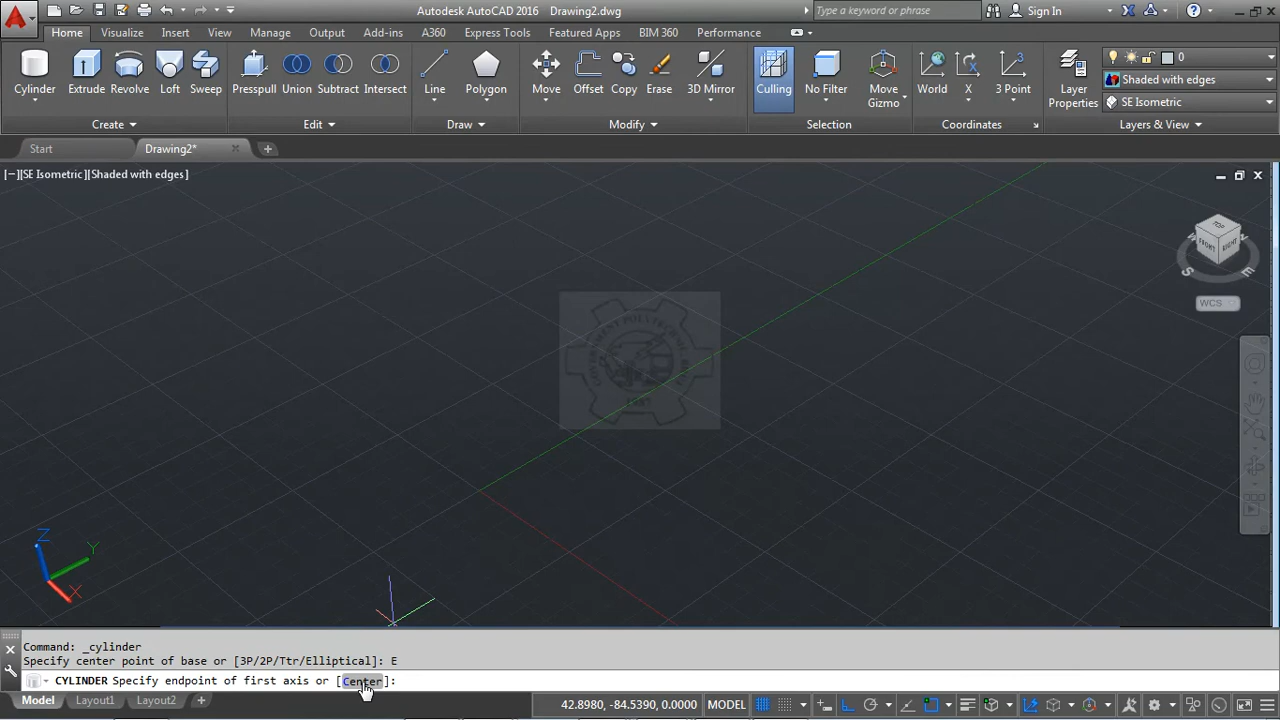 Autodesk AutoCAD 2016 Drawing2.dwg
Type a keyword or phrase
Sign In
Home Visualize Insert View Manage Output Add-ins A360 Express Tools Featured Apps BIM 360 Performance
Cylinder Extrude Revolve Loft Sweep
Presspull Union Subtract Intersect
Line Polygon
Move Offset Copy Erase 3D Mirror
Culling No Filter Move Gizmo
World X 3 Point
Layer Properties
0
Shaded with edges
SE Isometric
Create Edit Draw Modify Selection Coordinates Layers & View
Start Drawing2*
[−][SE Isometric][Shaded with edges]
TOP
FRONT RIGHT
S E
WCS
Z
Y
X
Command: _cylinder
Specify center point of base or [3P/2P/Ttr/Elliptical]: E
CYLINDER Specify endpoint of first axis or [Center]:
Model Layout1 Layout2 +
42.8980, -84.5390, 0.0000 MODEL